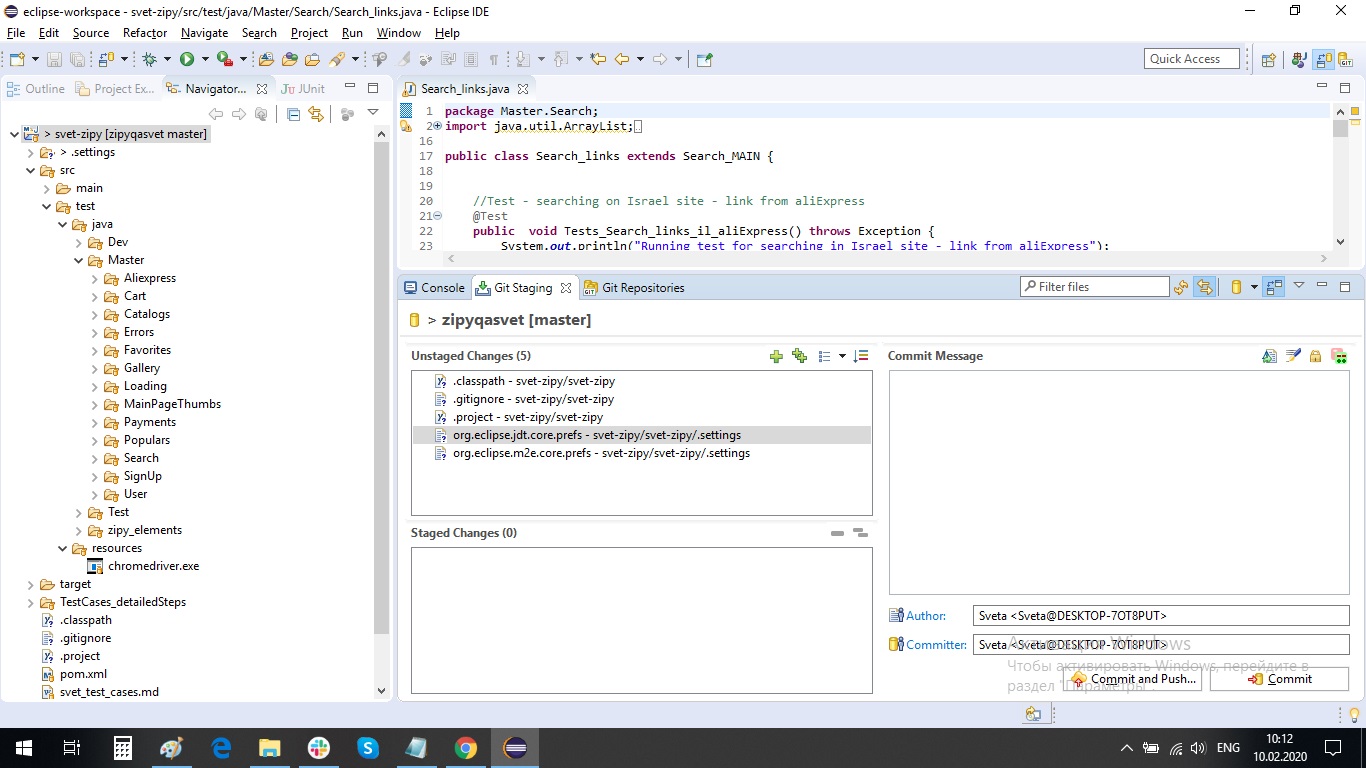 eclipse-workspace - svet-zipy/src/test/java/Master/Search/Search_links.java - Eclipse IDE
File Edit Source Refactor Navigate Search Project Run Window Help
Quick Access
Outline Project Ex... Navigator... JUnit
> svet-zipy [zipyqasvet master]
> .settings
src
main
test
java
Dev
Master
Aliexpress
Cart
Catalogs
Errors
Favorites
Gallery
Loading
MainPageThumbs
Payments
Populars
Search
SignUp
User
Test
zipy_elements
resources
chromedriver.exe
target
TestCases_detailedSteps
.classpath
.gitignore
.project
pom.xml
svet_test_cases.md
Search_links.java
1 package Master.Search;
2 import java.util.ArrayList;
16
17 public class Search_links extends Search_MAIN {
18
19
20 //Test - searching on Israel site - link from aliExpress
21 @Test
22 public void Tests_Search_links_il_aliExpress() throws Exception {
23 System.out.println("Running test for searching in Israel site - link from aliExpress");
Console Git Staging Git Repositories
Filter files
> zipyqasvet [master]
Unstaged Changes (5)
.classpath - svet-zipy/svet-zipy
.gitignore - svet-zipy/svet-zipy
.project - svet-zipy/svet-zipy
org.eclipse.jdt.core.prefs - svet-zipy/svet-zipy/.settings
org.eclipse.m2e.core.prefs - svet-zipy/svet-zipy/.settings
Staged Changes (0)
Commit Message
Author: Sveta <Sveta@DESKTOP-7OT8PUT>
Committer: Sveta <Sveta@DESKTOP-7OT8PUT>
Активация Windows
Чтобы активировать Windows, перейдите в
раздел "Параметры".
Commit and Push... Commit
ENG
10:12
10.02.2020